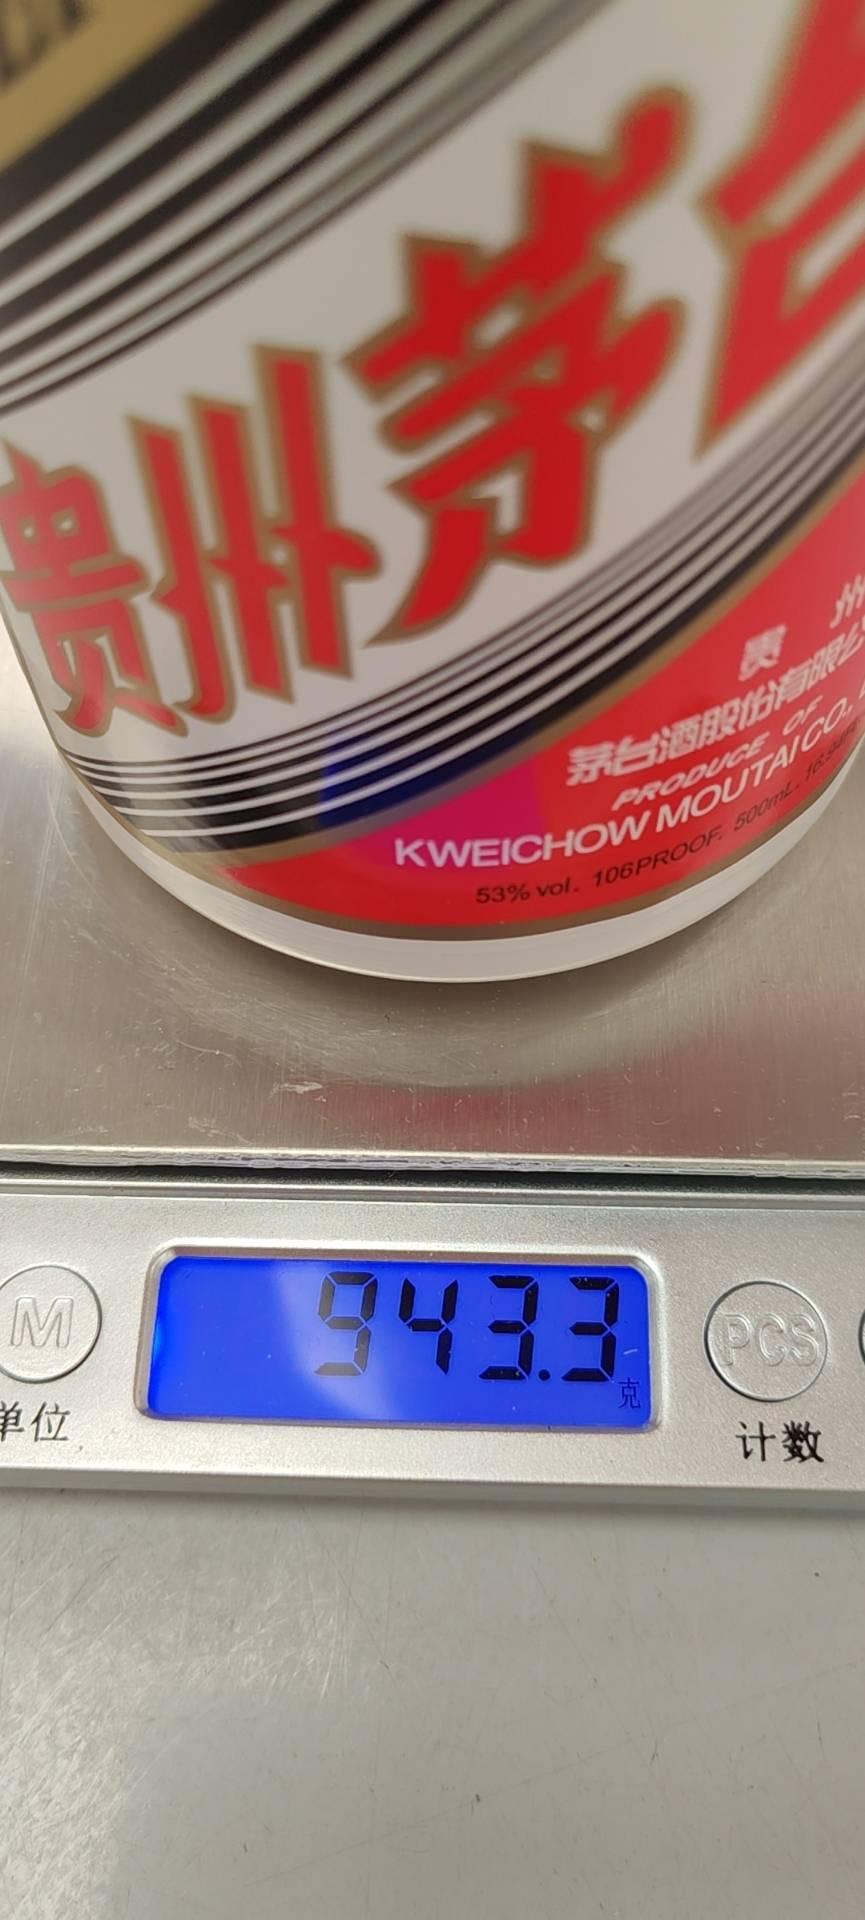 贵州茅台
贵州
茅台酒股份有限公
PRODUCE OF
KWEICHOW MOUTAI CO.,
53% vol. 106PROOF. 500mL.
943.3
克
M
单位
PCS
计数